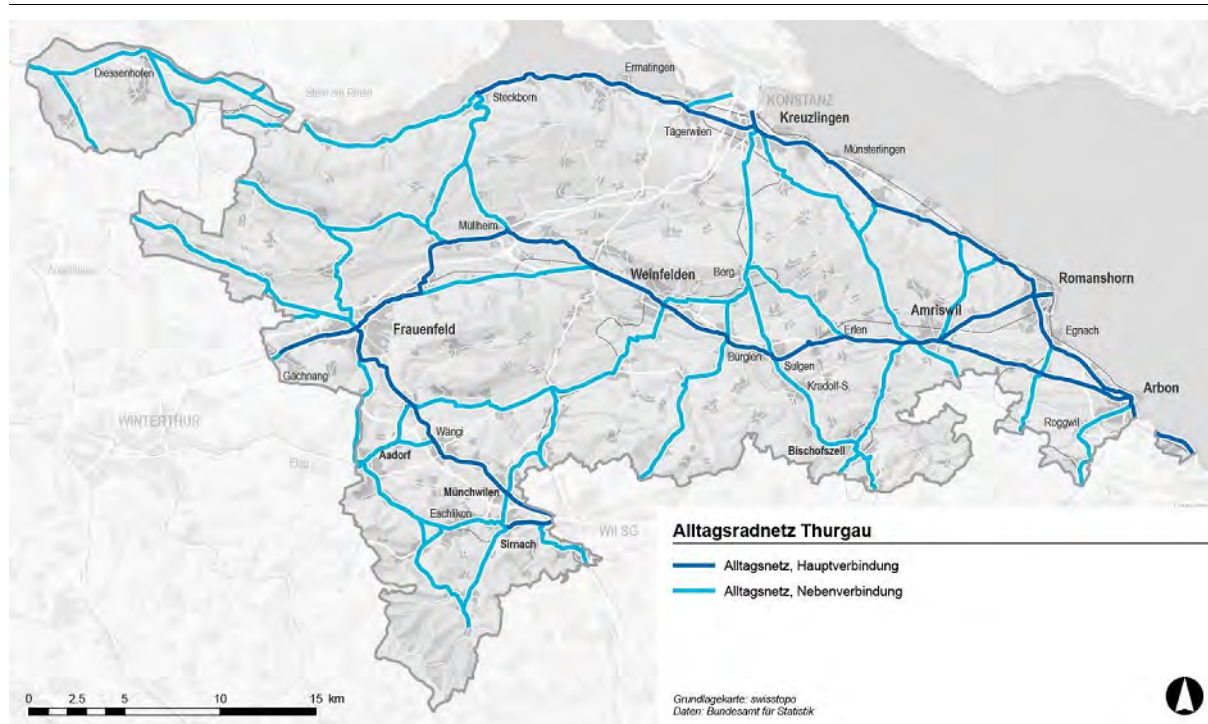 Diessenhofen
Stein am Rhein
Steckborn
Ermatingen
KONSTANZ
Kreuzlingen
Tägerwilen
Münsterlingen
Müllheim
Weinfelden
Berg
Romanshorn
Amriswil
Frauenfeld
Erlen
Egnach
Bürglen
Sulgen
Gachnang
Kradolf-S.
Arbon
WINTERTHUR
Wängi
Roggwil
Elgg
Aadorf
Bischofszell
Münchwilen
Eschlikon
Wil SG
Sirnach
Alltagsradnetz Thurgau
Alltagsnetz, Hauptverbindung
Alltagsnetz, Nebenverbindung
0 2.5 5 10 15 km
Grundlagekarte: swisstopo
Daten: Bundesamt für Statistik